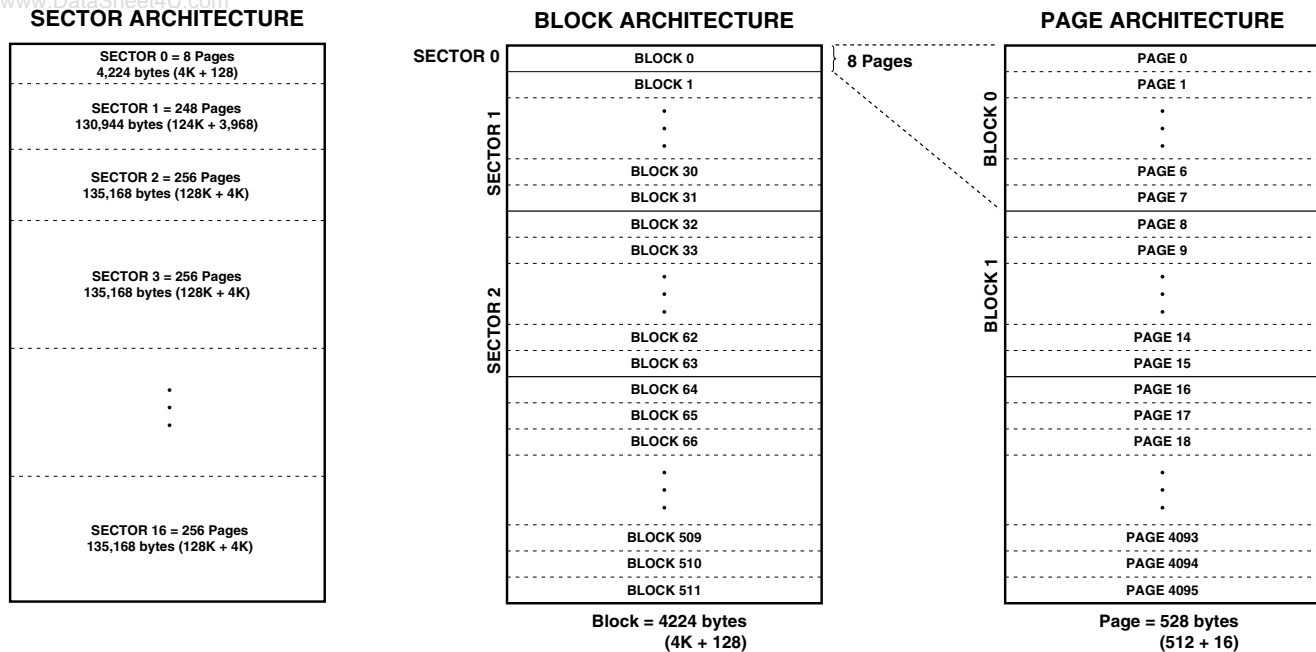 www.DataSheet4U.com
SECTOR ARCHITECTURE
SECTOR 0 = 8 Pages
4,224 bytes (4K + 128)
SECTOR 1 = 248 Pages
130,944 bytes (124K + 3,968)
SECTOR 2 = 256 Pages
135,168 bytes (128K + 4K)
SECTOR 3 = 256 Pages
135,168 bytes (128K + 4K)
SECTOR 16 = 256 Pages
135,168 bytes (128K + 4K)
BLOCK ARCHITECTURE
SECTOR 0
SECTOR 1
SECTOR 2
BLOCK 0
BLOCK 1
BLOCK 30
BLOCK 31
BLOCK 32
BLOCK 33
BLOCK 62
BLOCK 63
BLOCK 64
BLOCK 65
BLOCK 66
BLOCK 509
BLOCK 510
BLOCK 511
Block = 4224 bytes
(4K + 128)
8 Pages
PAGE ARCHITECTURE
BLOCK 0
BLOCK 1
PAGE 0
PAGE 1
PAGE 6
PAGE 7
PAGE 8
PAGE 9
PAGE 14
PAGE 15
PAGE 16
PAGE 17
PAGE 18
PAGE 4093
PAGE 4094
PAGE 4095
Page = 528 bytes
(512 + 16)